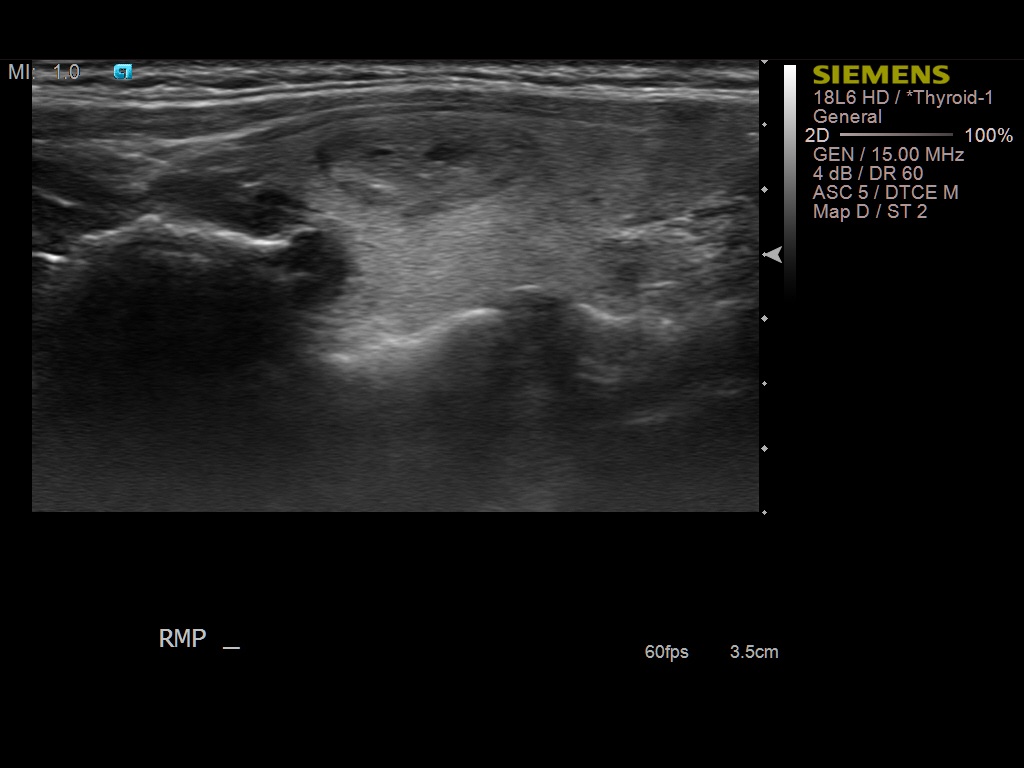 MI: 1.0
SIEMENS
18L6 HD / *Thyroid-1
General
2D 100%
GEN / 15.00 MHz
4 dB / DR 60
ASC 5 / DTCE M
Map D / ST 2
RMP _
60fps 3.5cm